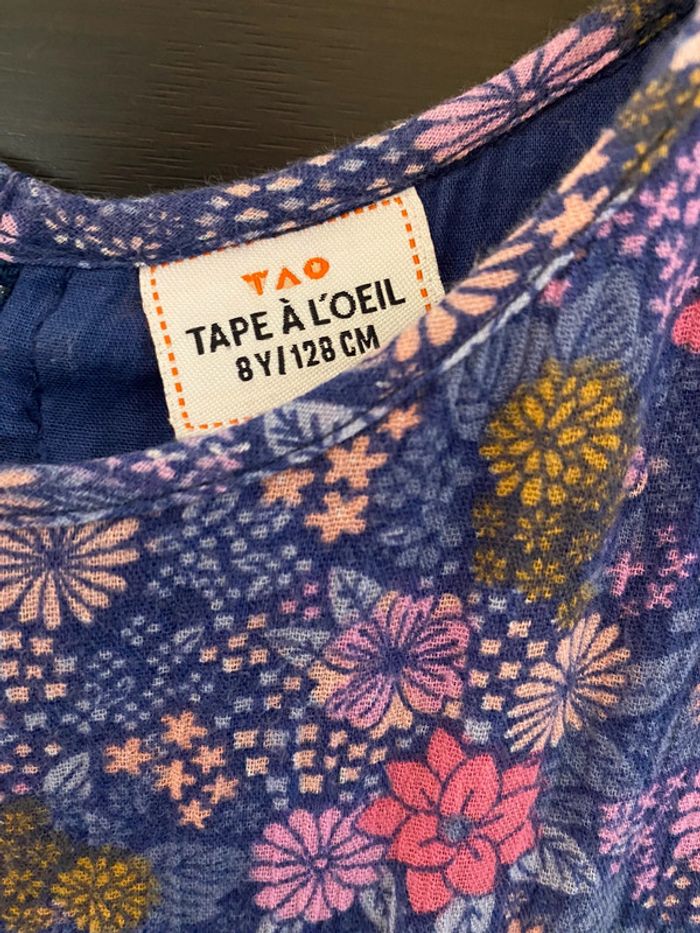 TAO
TAPE À L'OEIL
8Y/128 CM